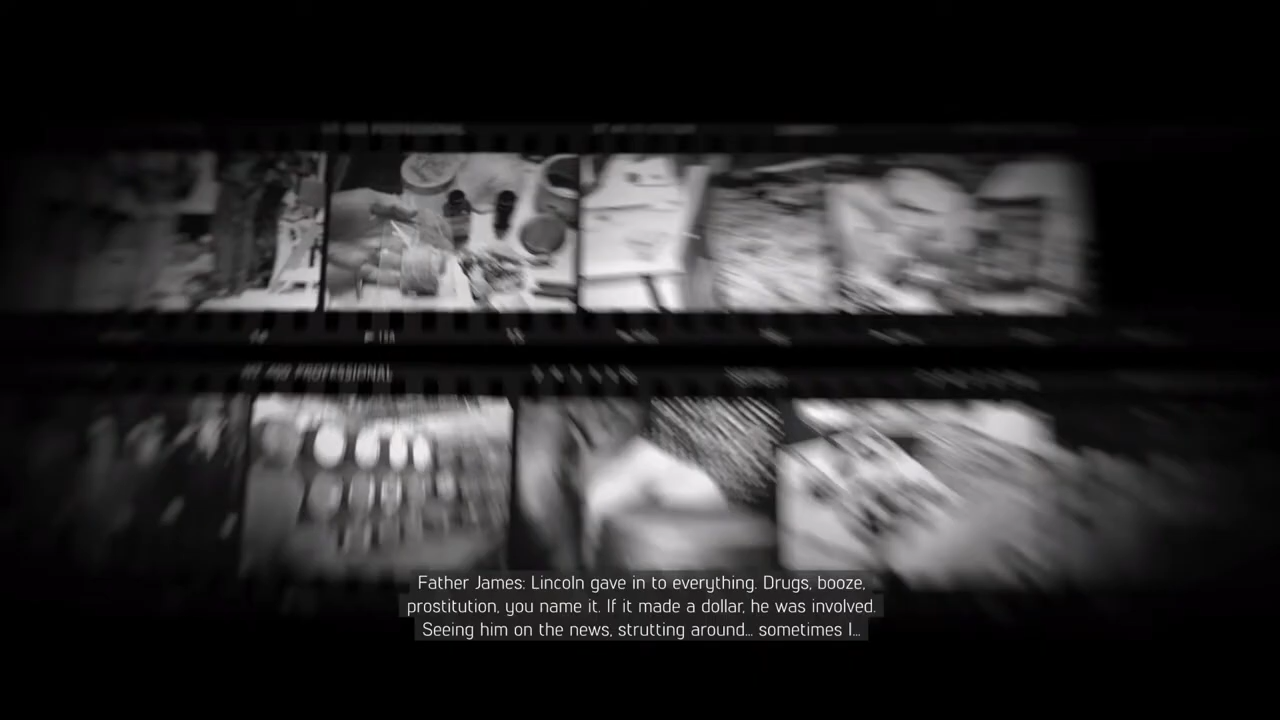 PROFESSIONAL
Father James: Lincoln gave in to everything. Drugs, booze,
prostitution, you name it. If it made a dollar, he was involved.
Seeing him on the news, strutting around... sometimes I...